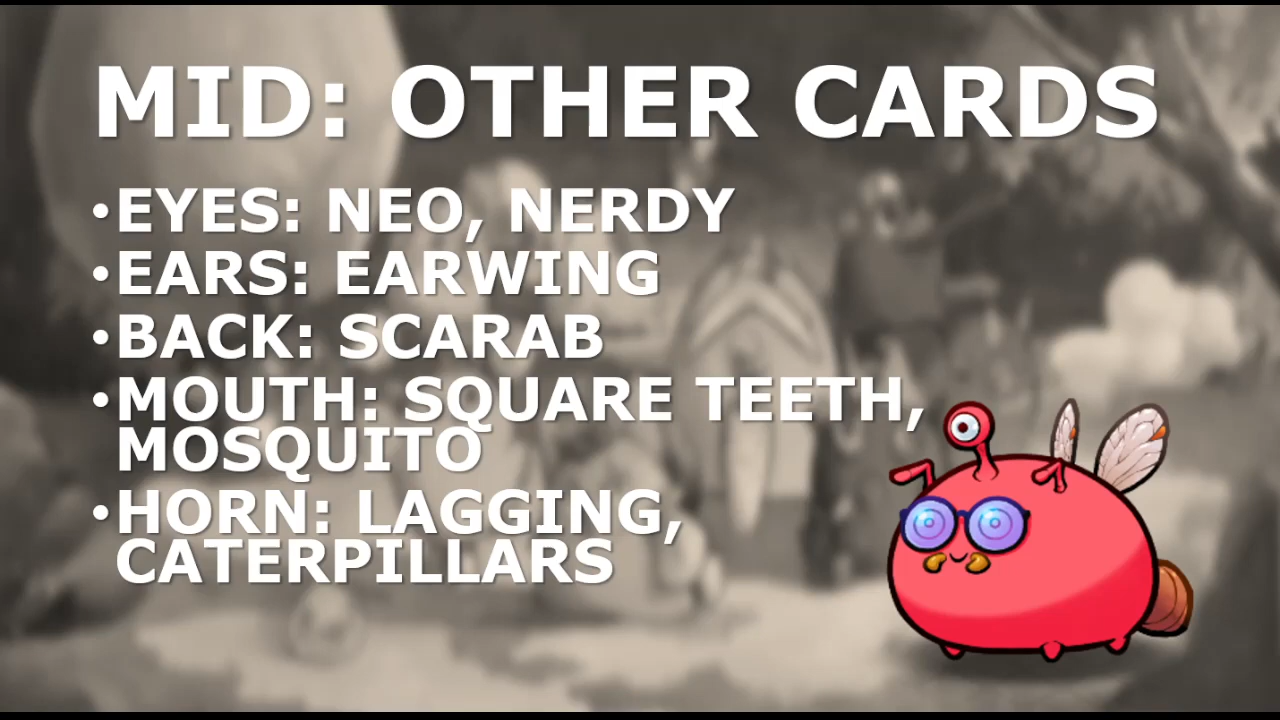 MID: OTHER CARDS
•EYES: NEO, NERDY
•EARS: EARWING
•BACK: SCARAB
•MOUTH: SQUARE TEETH,
MOSQUITO
•HORN: LAGGING,
CATERPILLARS